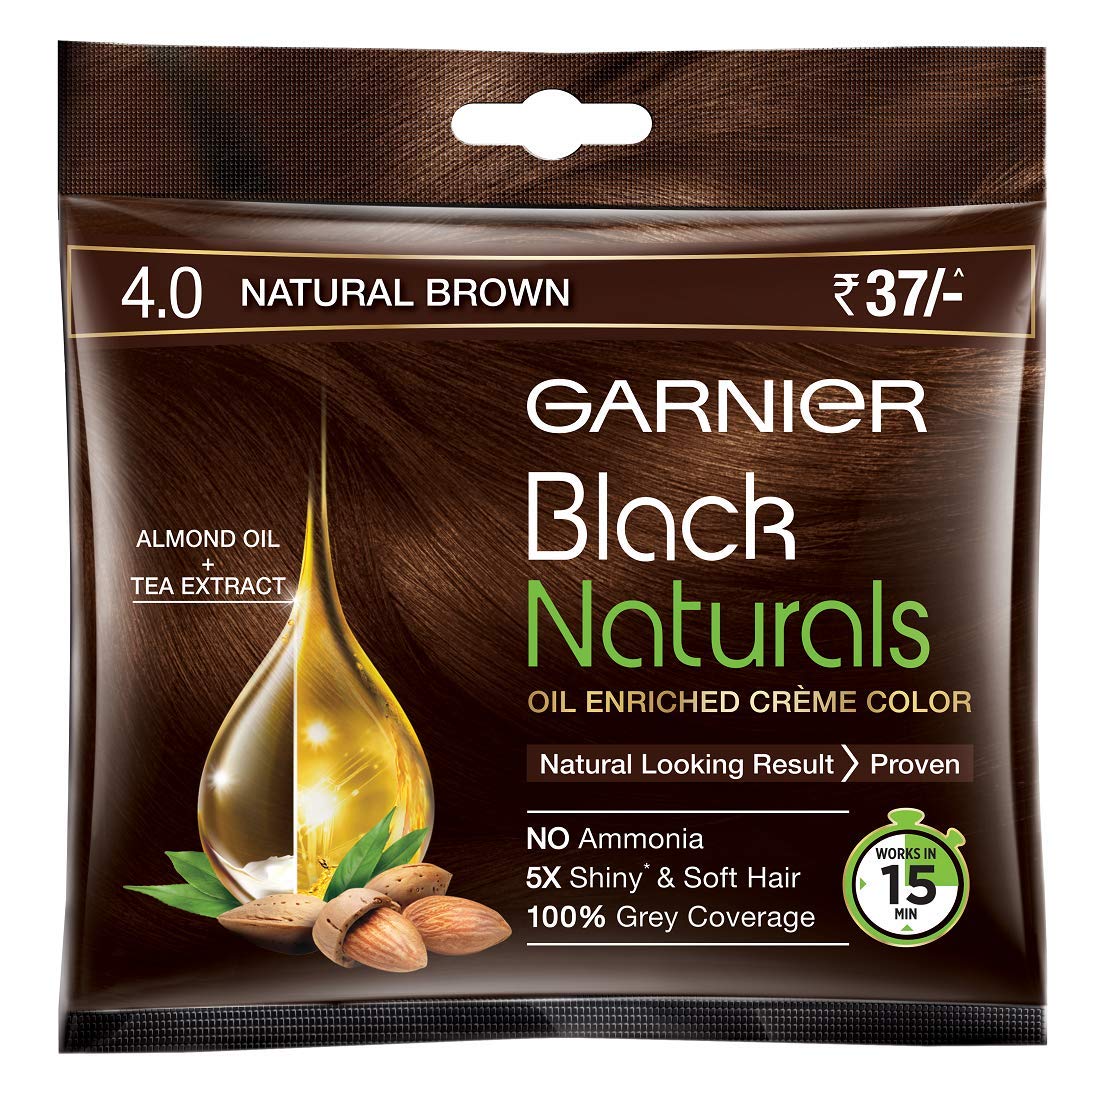 4.0 NATURAL BROWN ₹37/-^
GARNIER
Black
Naturals
OIL ENRICHED CRÈME COLOR
Natural Looking Result > Proven
ALMOND OIL
+
TEA EXTRACT
NO Ammonia
5X Shiny* & Soft Hair
100% Grey Coverage
WORKS IN
15
MIN